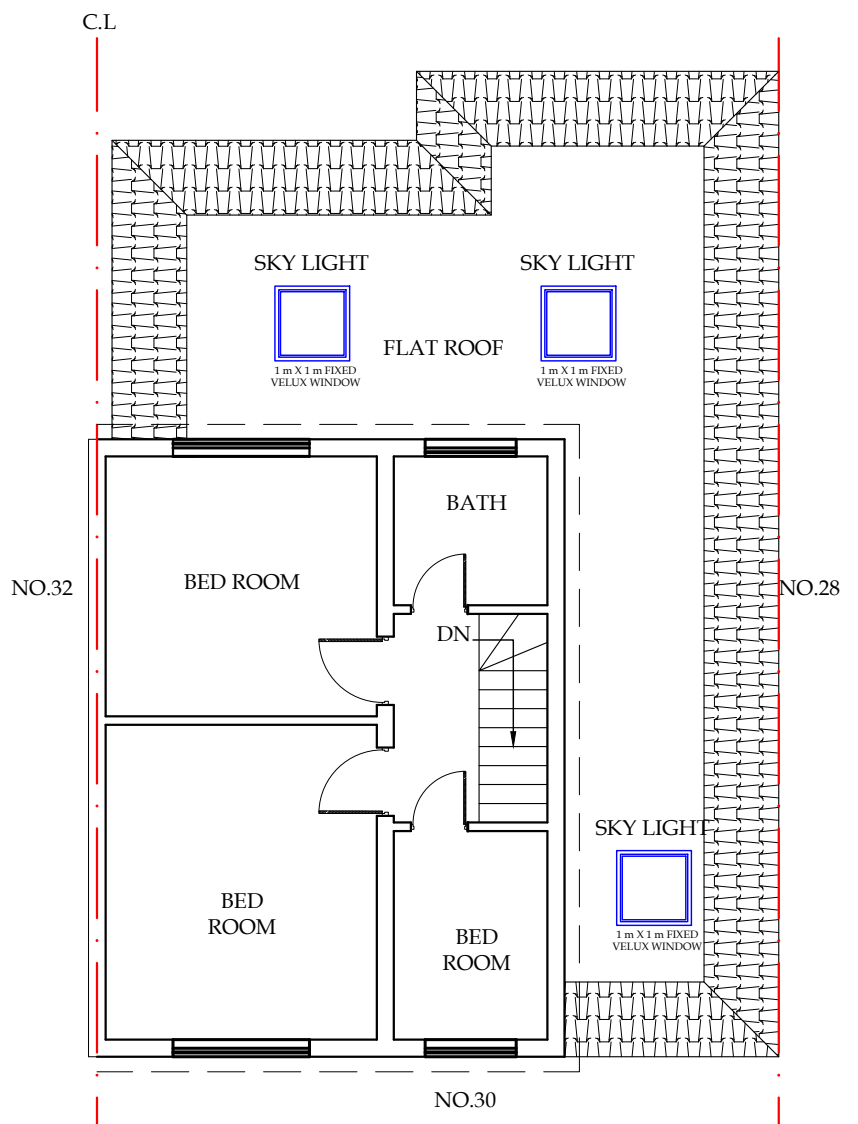 C.L
SKY LIGHT
SKY LIGHT
FLAT ROOF
1 m X 1 m FIXED
VELUX WINDOW
1 m X 1 m FIXED
VELUX WINDOW
BATH
BED ROOM
NO.32
NO.28
DN
SKY LIGHT
BED
ROOM
1 m X 1 m FIXED
VELUX WINDOW
BED
ROOM
NO.30